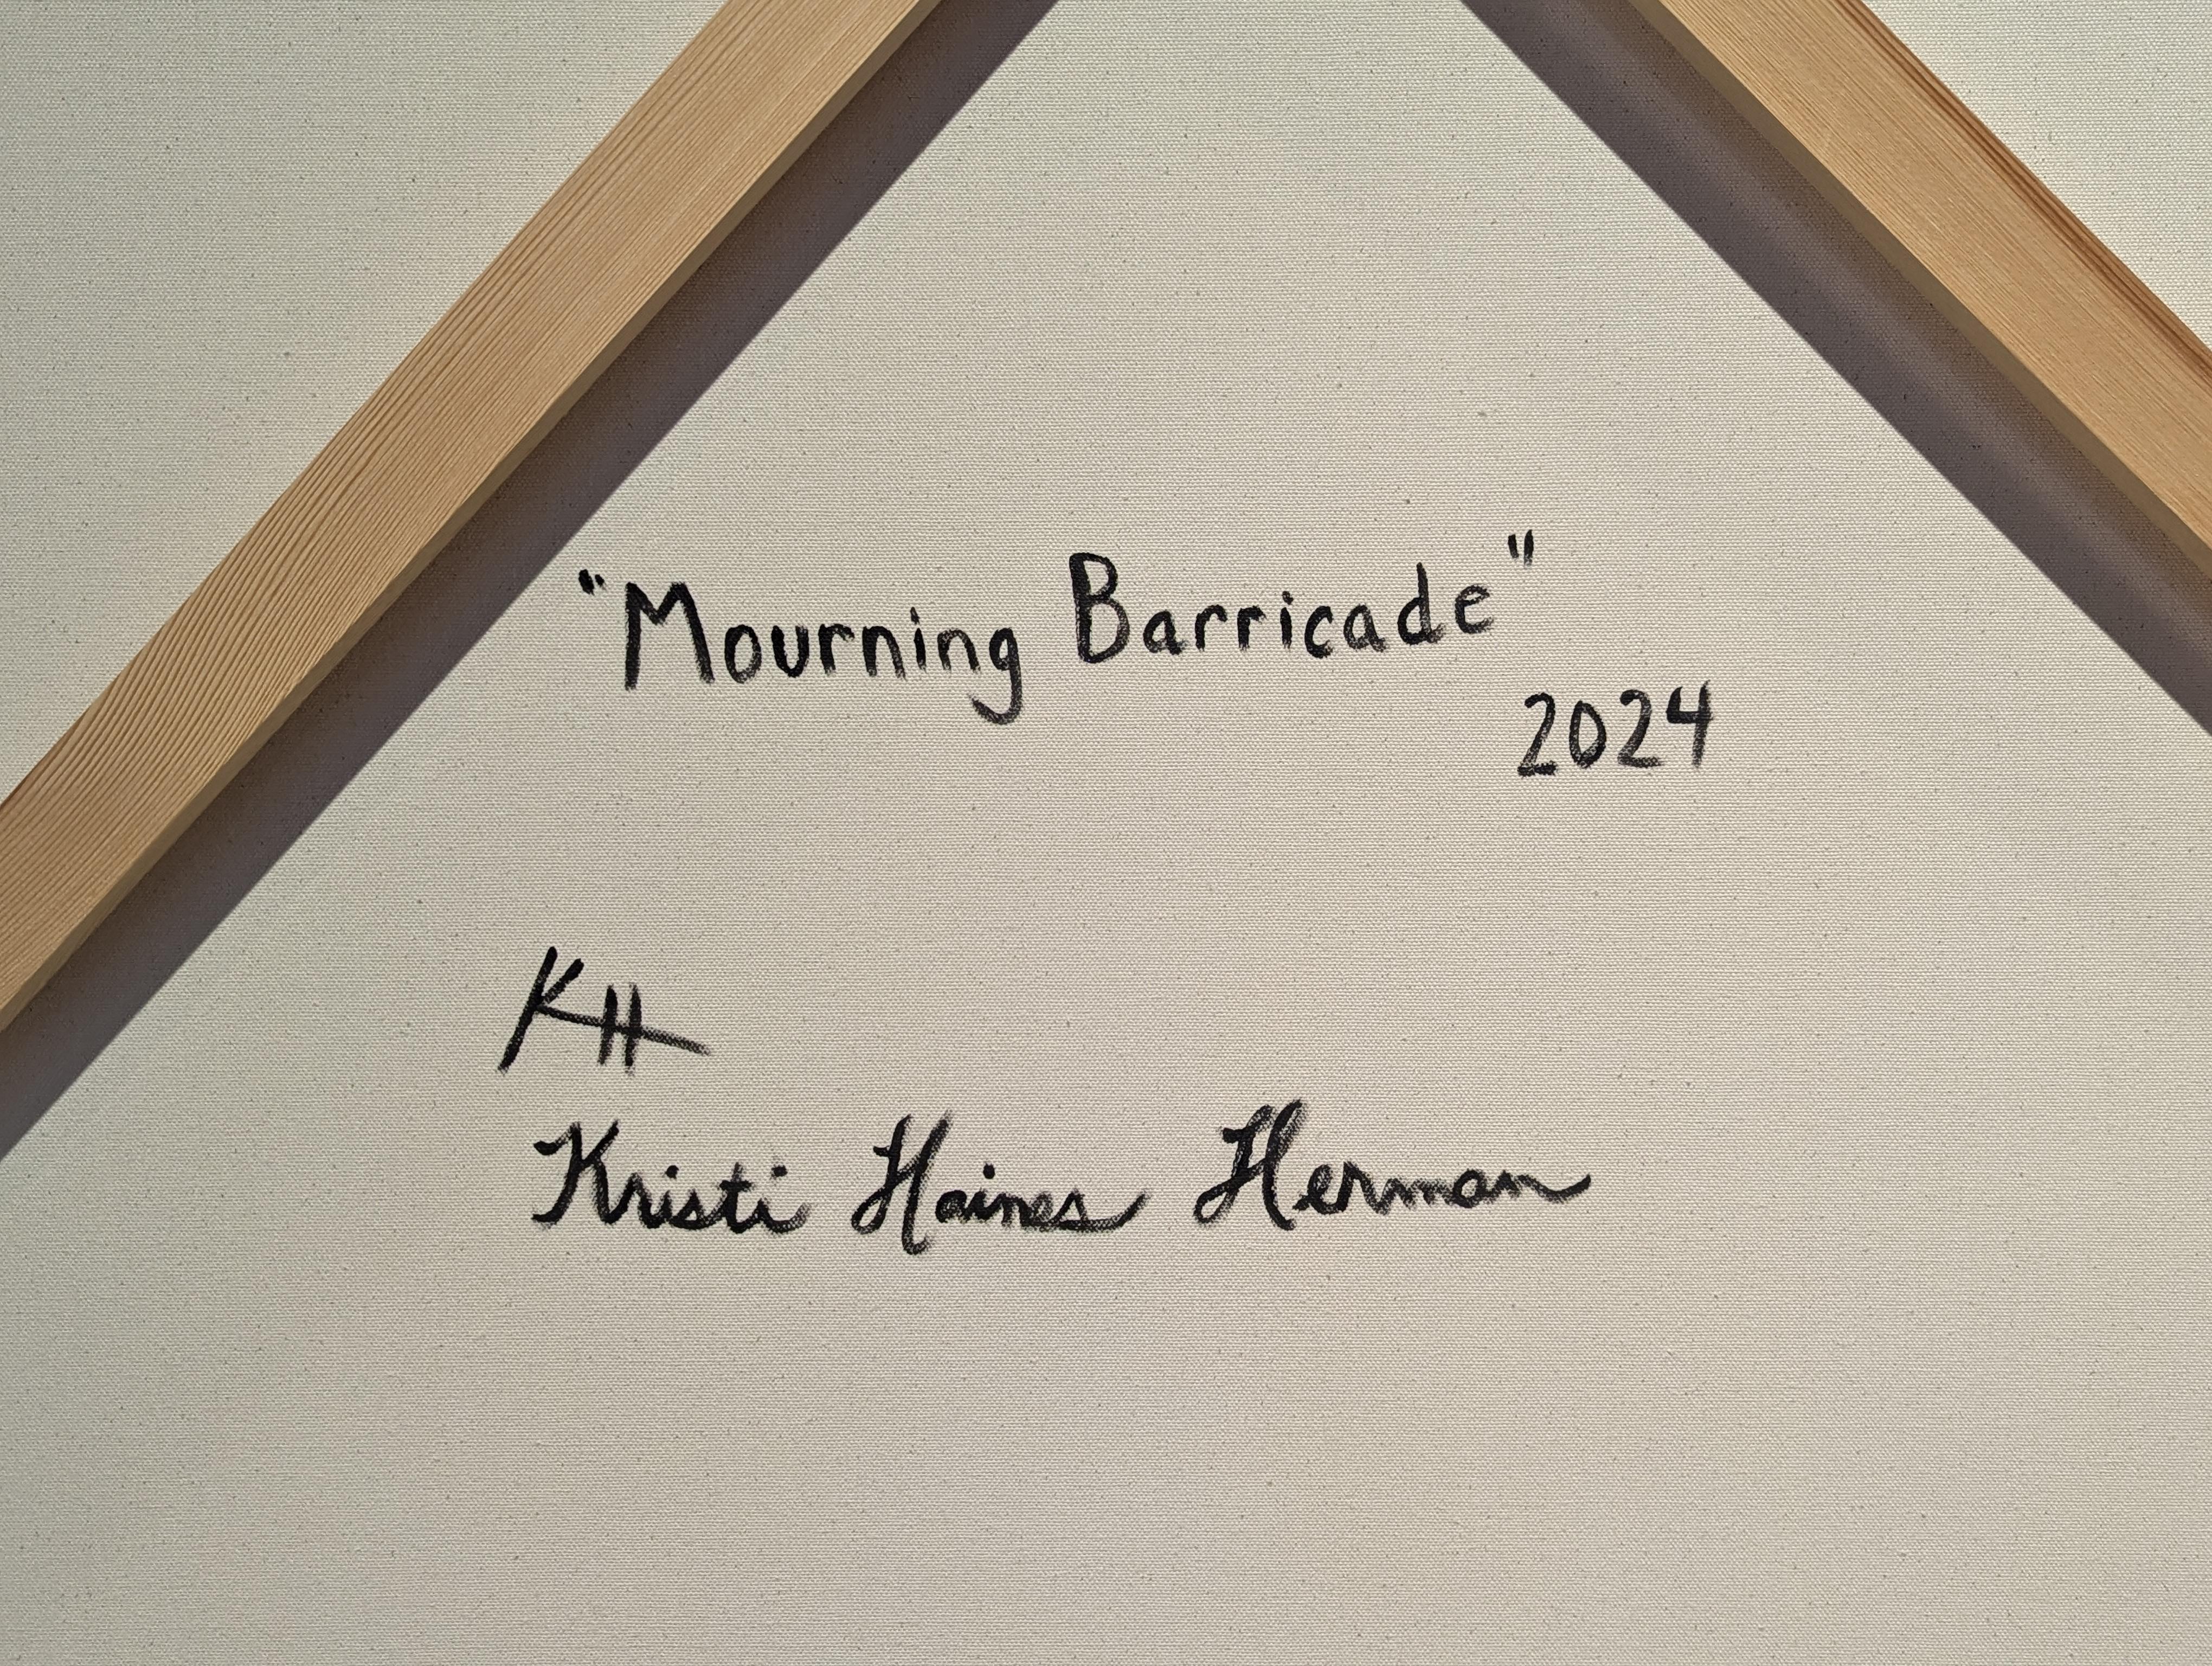 "Mourning Barricade"
2024
KH
Kristi Haines Herman